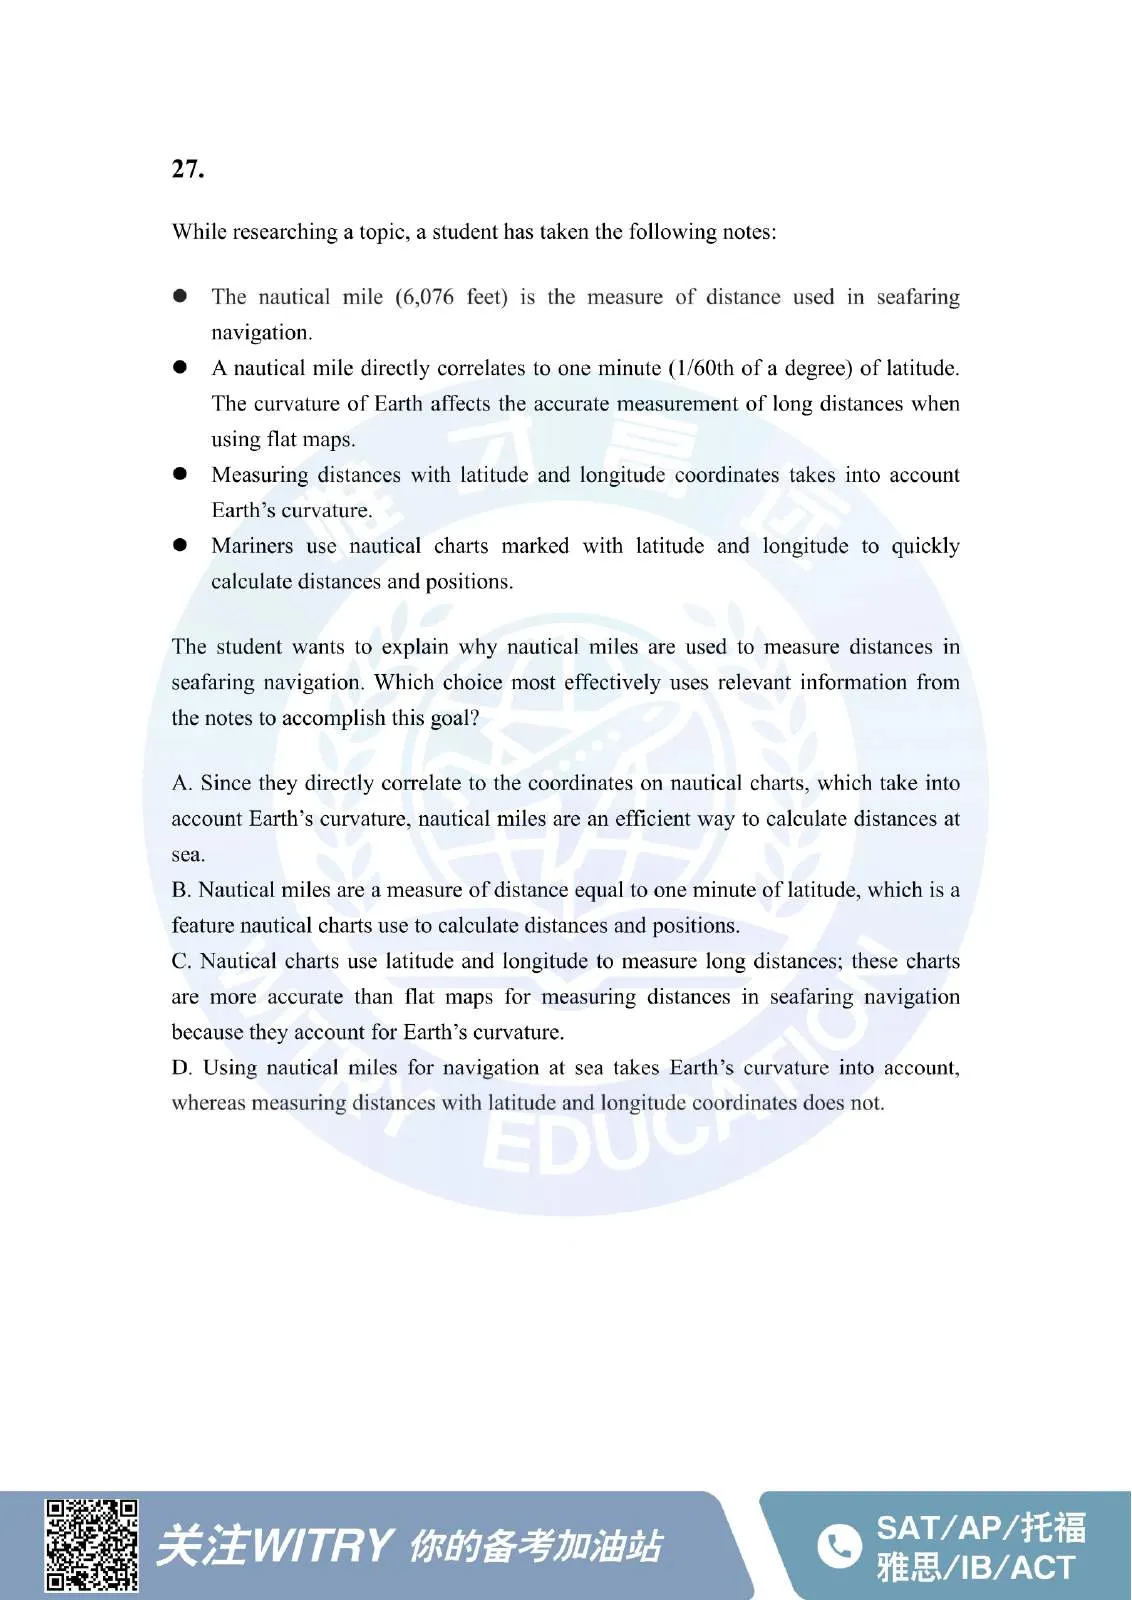 27.
While researching a topic, a student has taken the following notes:
● The nautical mile (6,076 feet) is the measure of distance used in seafaring
navigation.
● A nautical mile directly correlates to one minute (1/60th of a degree) of latitude.
The curvature of Earth affects the accurate measurement of long distances when
using flat maps.
● Measuring distances with latitude and longitude coordinates takes into account
Earth's curvature.
● Mariners use nautical charts marked with latitude and longitude to quickly
calculate distances and positions.
The student wants to explain why nautical miles are used to measure distances in
seafaring navigation. Which choice most effectively uses relevant information from
the notes to accomplish this goal?
A. Since they directly correlate to the coordinates on nautical charts, which take into
account Earth's curvature, nautical miles are an efficient way to calculate distances at
sea.
B. Nautical miles are a measure of distance equal to one minute of latitude, which is a
feature nautical charts use to calculate distances and positions.
C. Nautical charts use latitude and longitude to measure long distances; these charts
are more accurate than flat maps for measuring distances in seafaring navigation
because they account for Earth's curvature.
D. Using nautical miles for navigation at sea takes Earth's curvature into account,
whereas measuring distances with latitude and longitude coordinates does not.
惟才育远
WITRY EDUCATION
关注WITRY 你的备考加油站
SAT/AP/托福
雅思/IB/ACT